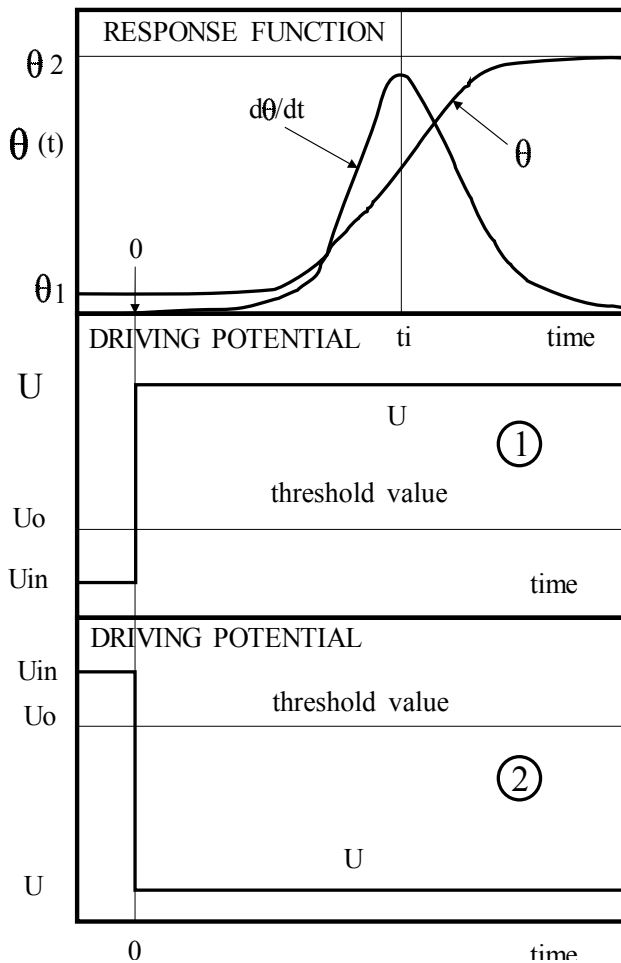 RESPONSE FUNCTION
θ2
dθ/dt
θ (t)
θ
0
θ1
DRIVING POTENTIAL ti time
U
U
1
threshold value
Uo
Uin
time
DRIVING POTENTIAL
Uin
threshold value
Uo
2
U
U
0
time